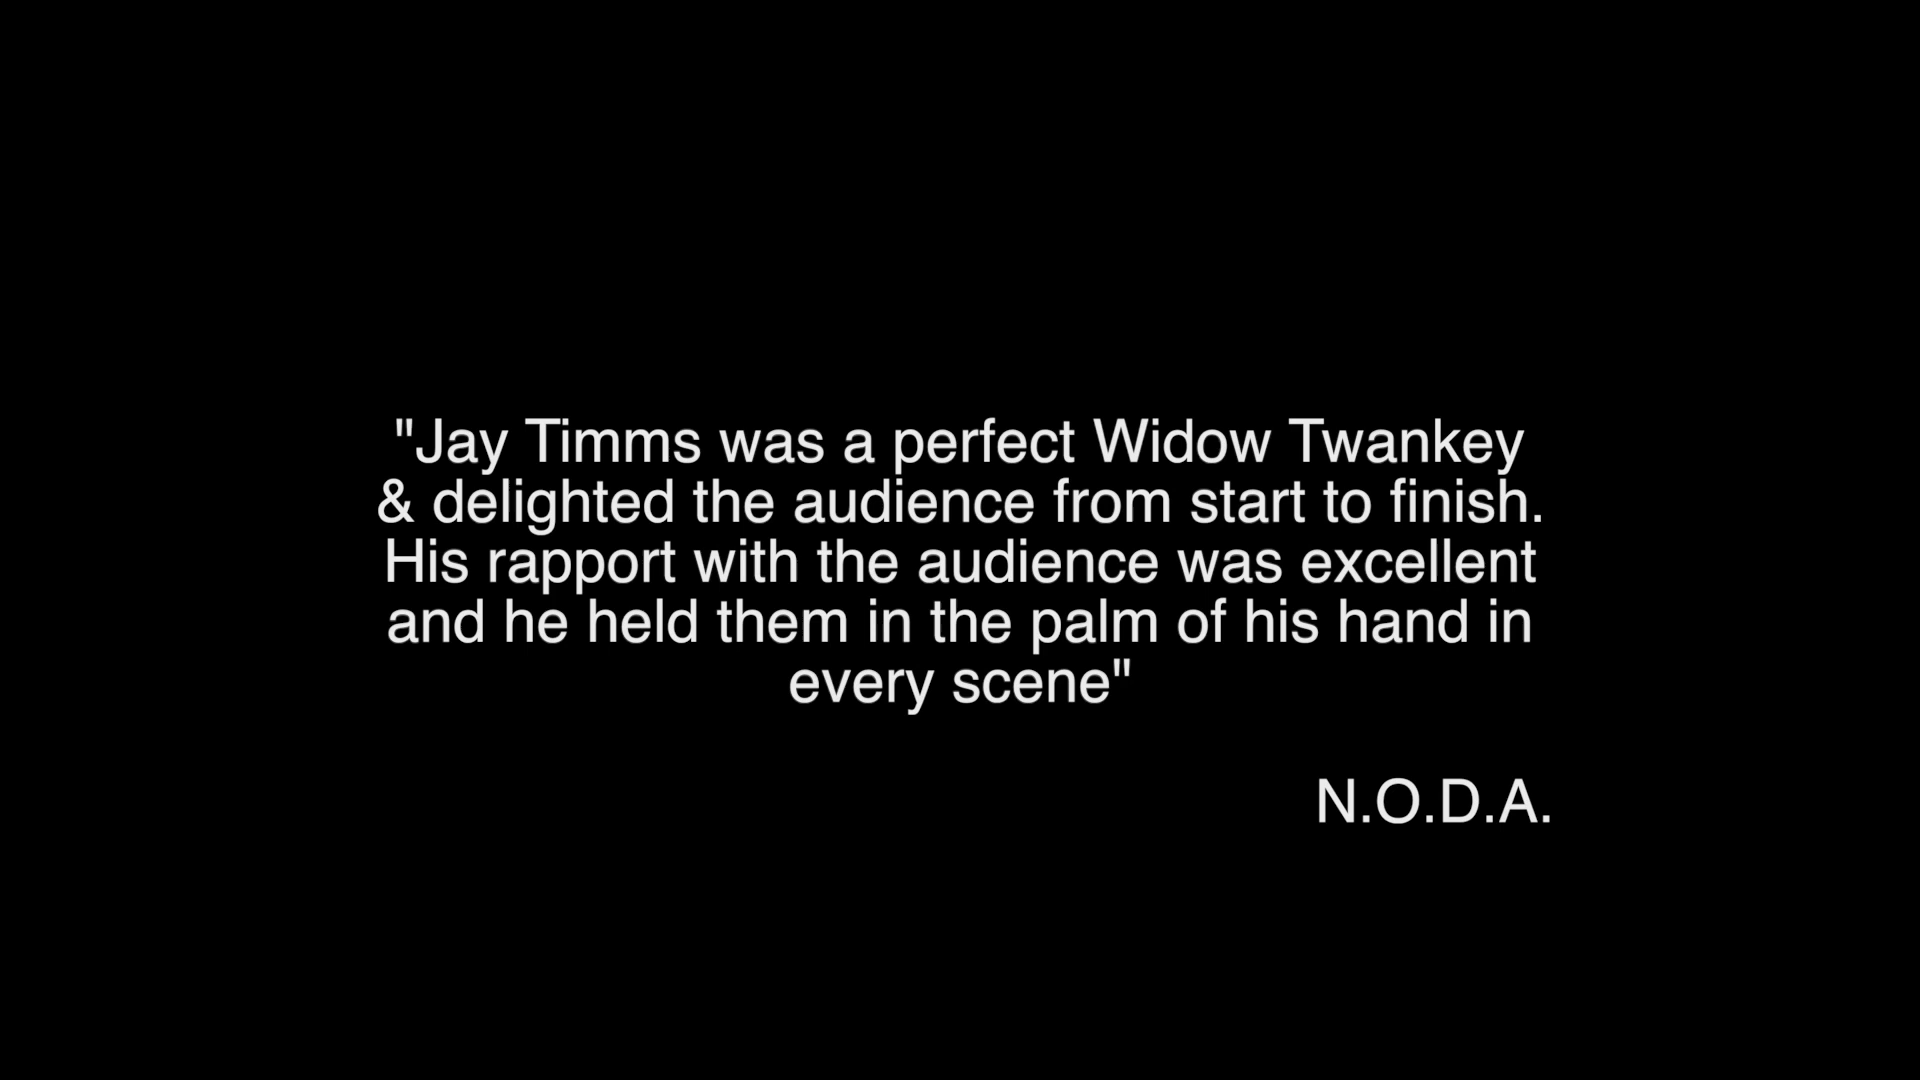 "Jay Timms was a perfect Widow Twankey
& delighted the audience from start to finish.
His rapport with the audience was excellent
and he held them in the palm of his hand in
every scene"
N.O.D.A.